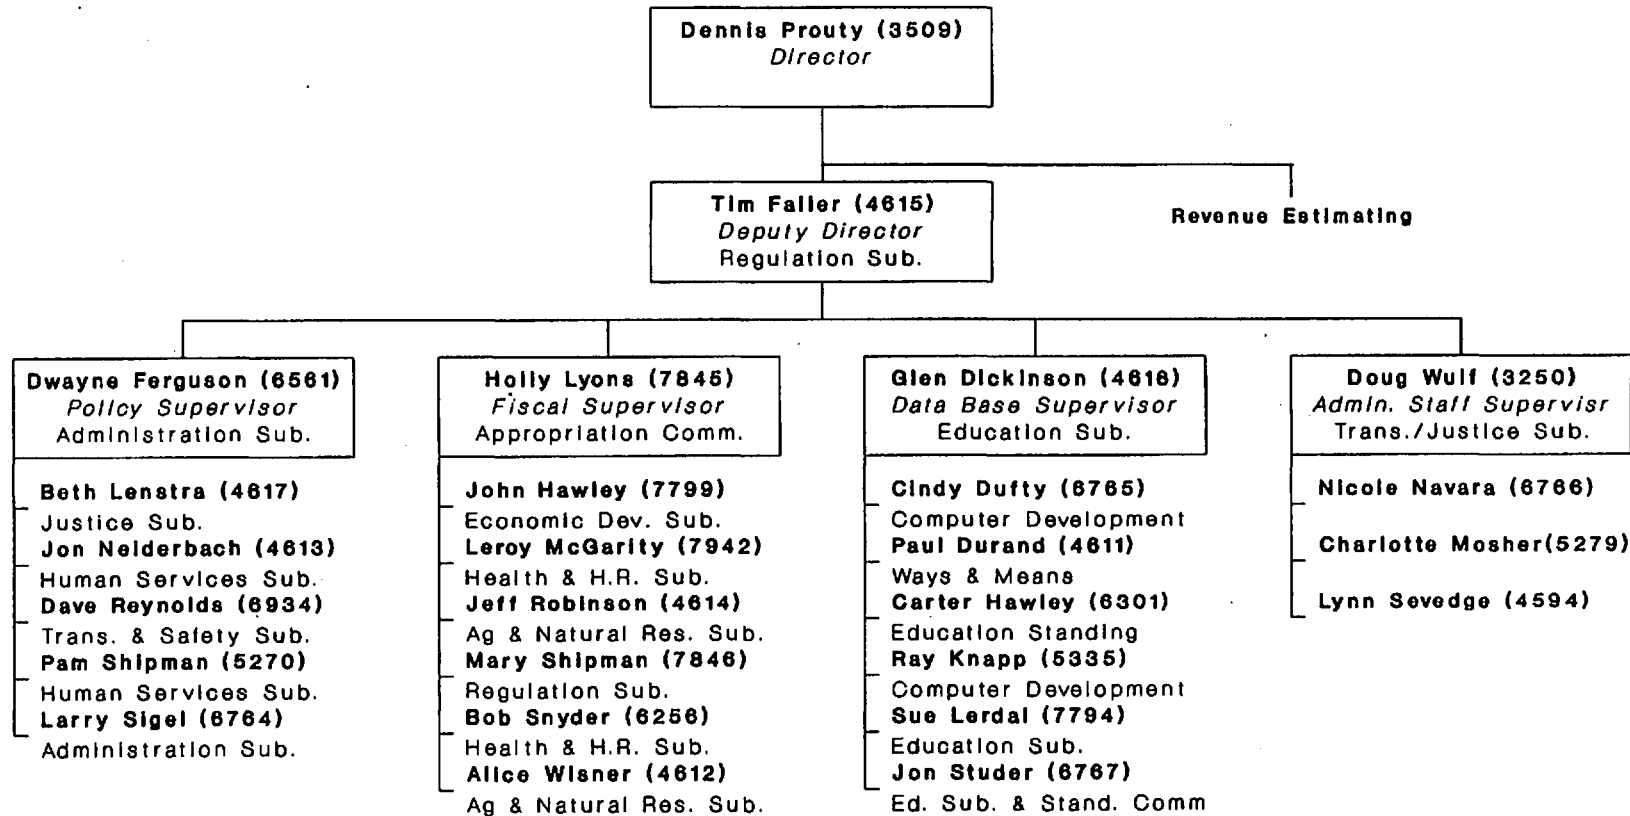 Dennis Prouty (3509)
Director
Tim Faller (4615)
Deputy Director
Regulation Sub.
Revenue Estimating
Dwayne Ferguson (6561)
Policy Supervisor
Administration Sub.
Beth Lenstra (4617)
Justice Sub.
Jon Neiderbach (4613)
Human Services Sub.
Dave Reynolds (6934)
Trans. & Safety Sub.
Pam Shipman (5270)
Human Services Sub.
Larry Sigel (6764)
Administration Sub.
Holly Lyons (7845)
Fiscal Supervisor
Appropriation Comm.
John Hawley (7799)
Economic Dev. Sub.
Leroy McGarity (7942)
Health & H.R. Sub.
Jeff Robinson (4614)
Ag & Natural Res. Sub.
Mary Shipman (7846)
Regulation Sub.
Bob Snyder (6256)
Health & H.R. Sub.
Alice Wisner (4612)
Ag & Natural Res. Sub.
Glen Dickinson (4616)
Data Base Supervisor
Education Sub.
Cindy Dufty (6765)
Computer Development
Paul Durand (4611)
Ways & Means
Carter Hawley (6301)
Education Standing
Ray Knapp (5335)
Computer Development
Sue Lerdal (7794)
Education Sub.
Jon Studer (6767)
Ed. Sub. & Stand. Comm
Doug Wulf (3250)
Admin. Staff Supervisr
Trans./Justice Sub.
Nicole Navara (6766)
Charlotte Mosher(5279)
Lynn Sevedge (4594)